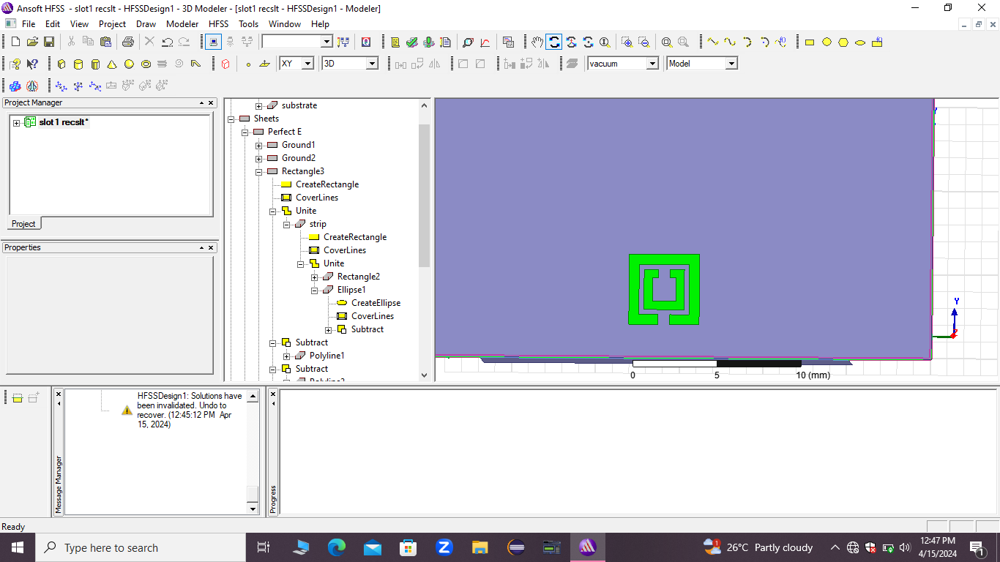 Ansoft HFSS - slot1 recslt - HFSSDesign1 - 3D Modeler - [slot1 recslt - HFSSDesign1 - Modeler]
File Edit View Project Draw Modeler HFSS Tools Window Help
XY 3D vacuum Model
Project Manager
slot1 recslt*
Project
Properties
substrate
Sheets
Perfect E
Ground1
Ground2
Rectangle3
CreateRectangle
CoverLines
Unite
strip
CreateRectangle
CoverLines
Unite
Rectangle2
Ellipse1
CreateEllipse
CoverLines
Subtract
Subtract
Polyline1
Subtract
Y
0 5 10 (mm)
Message Manager
HFSSDesign1: Solutions have
been invalidated. Undo to
recover. (12:45:12 PM Apr
15, 2024)
Progress
Ready
Type here to search
Z
1
26°C Partly cloudy
12:47 PM
4/15/2024
1